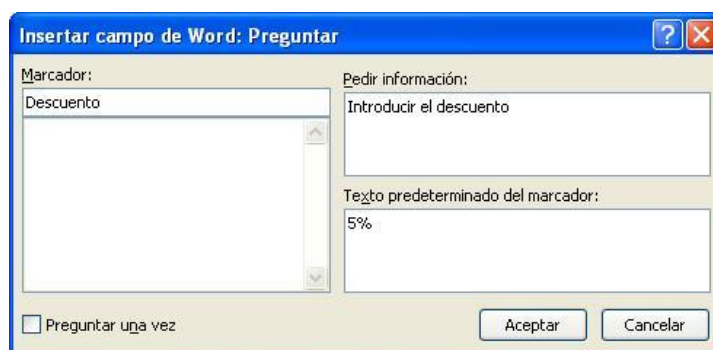 Insertar campo de Word: Preguntar
Marcador:
Descuento
Pedir información:
Introducir el descuento
Texto predeterminado del marcador:
5%
Preguntar una vez
Aceptar
Cancelar